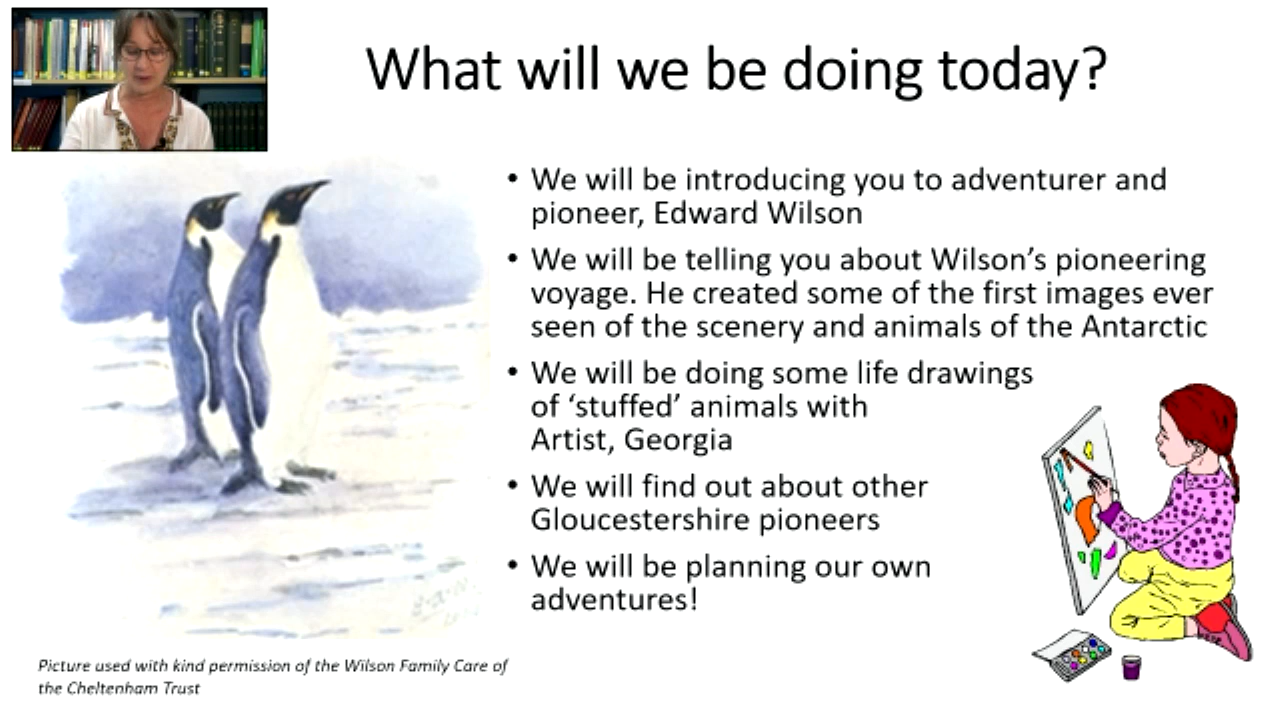 What will we be doing today?
• We will be introducing you to adventurer and
pioneer, Edward Wilson
• We will be telling you about Wilson’s pioneering
voyage. He created some of the first images ever
seen of the scenery and animals of the Antarctic
• We will be doing some life drawings
of ‘stuffed’ animals with
Artist, Georgia
• We will find out about other
Gloucestershire pioneers
• We will be planning our own
adventures!
Picture used with kind permission of the Wilson Family Care of
the Cheltenham Trust